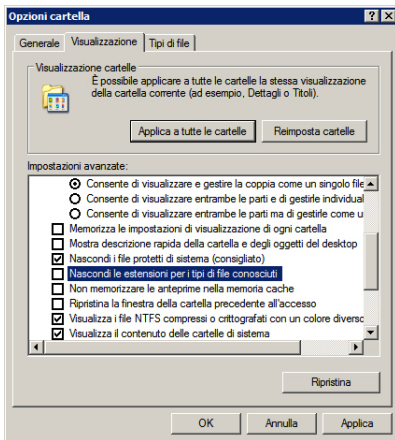 Opzioni cartella
Generale Visualizzazione Tipi di file
Visualizzazione cartelle
È possibile applicare a tutte le cartelle la stessa visualizzazione
della cartella corrente (ad esempio, Dettagli o Titoli).
Applica a tutte le cartelle Reimposta cartelle
Impostazioni avanzate:
Consente di visualizzare e gestire la coppia come un singolo file
Consente di visualizzare entrambe le parti e di gestirle individual
Consente di visualizzare entrambe le parti ma di gestirle come u
Memorizza le impostazioni di visualizzazione di ogni cartella
Mostra descrizione rapida della cartella e degli oggetti del desktop
Nascondi i file protetti di sistema (consigliato)
Nascondi le estensioni per i tipi di file conosciuti
Non memorizzare le anteprime nella memoria cache
Ripristina la finestra della cartella precedente all'accesso
Visualizza i file NTFS compressi o crittografati con un colore diverso
Visualizza il contenuto delle cartelle di sistema
Ripristina
OK Annulla Applica